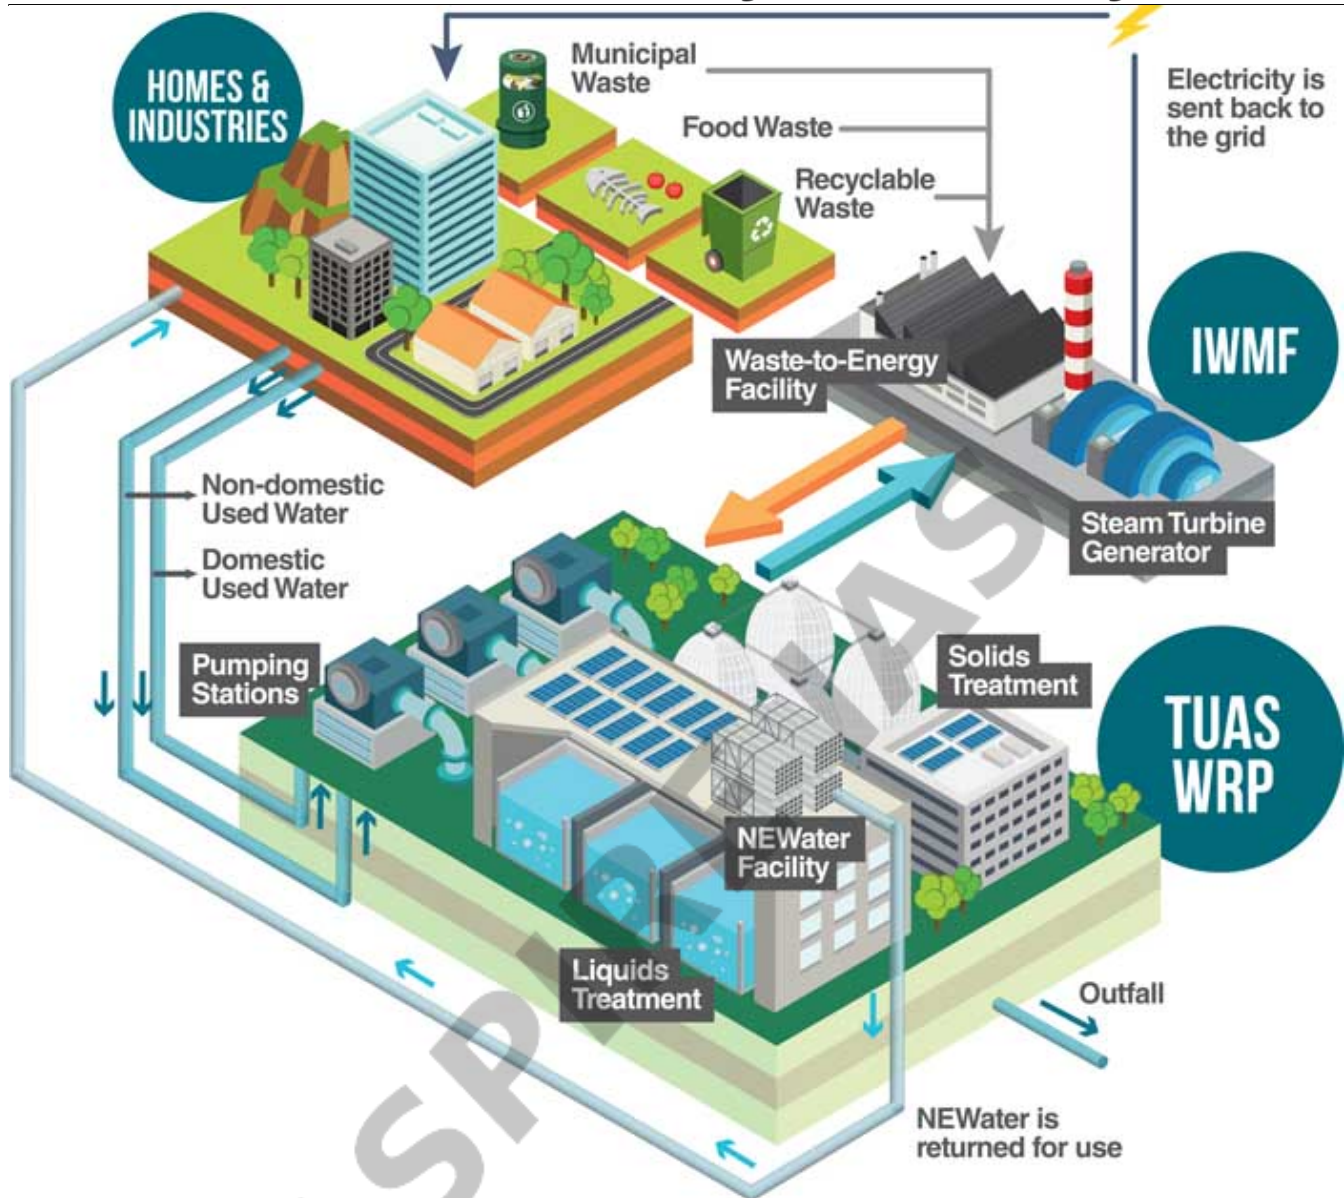 HOMES &
INDUSTRIES
Municipal
Waste
Food Waste
Recyclable
Waste
Electricity is
sent back to
the grid
IWMF
Waste-to-Energy
Facility
Steam Turbine
Generator
Non-domestic
Used Water
Domestic
Used Water
Pumping
Stations
Solids
Treatment
TUAS
WRP
NEWater
Facility
Liquids
Treatment
Outfall
NEWater is
returned for use